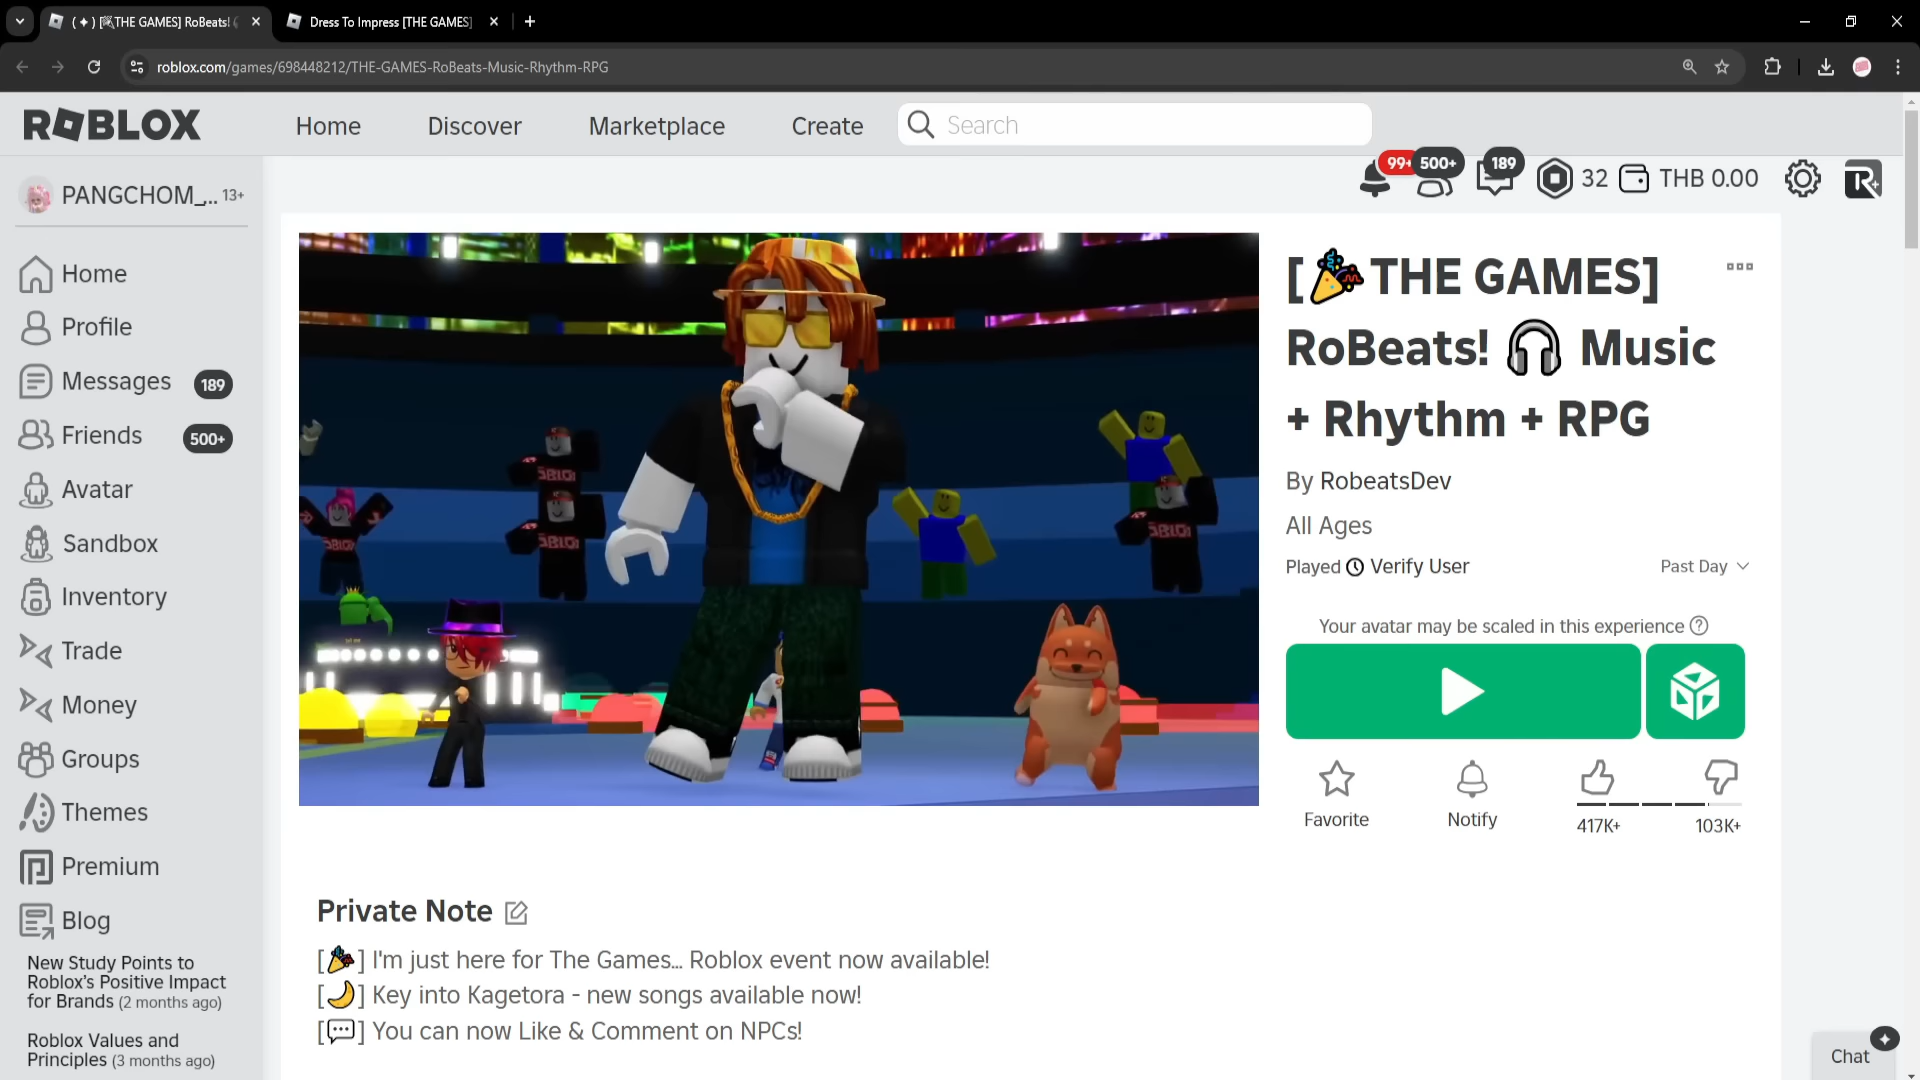 ( ✦ ) [🎉THE GAMES] RoBeats!
Dress To Impress [THE GAMES]
roblox.com/games/698448212/THE-GAMES-RoBeats-Music-Rhythm-RPG
ROBLOX
Home
Discover
Marketplace
Create
Search
99+
500+
189
32
THB 0.00
PANGCHOM_... 13+
Home
Profile
Messages 189
Friends 500+
Avatar
Sandbox
Inventory
Trade
Money
Groups
Themes
Premium
Blog
New Study Points to
Roblox's Positive Impact
for Brands (2 months ago)
Roblox Values and
Principles (3 months ago)
[🎉THE GAMES]
RoBeats! 🎧 Music
+ Rhythm + RPG
By RobeatsDev
All Ages
Played Verify User
Past Day
Your avatar may be scaled in this experience
Favorite
Notify
417K+
103K+
Private Note
[🎉] I'm just here for The Games... Roblox event now available!
[🌙] Key into Kagetora - new songs available now!
[💬] You can now Like & Comment on NPCs!
Chat